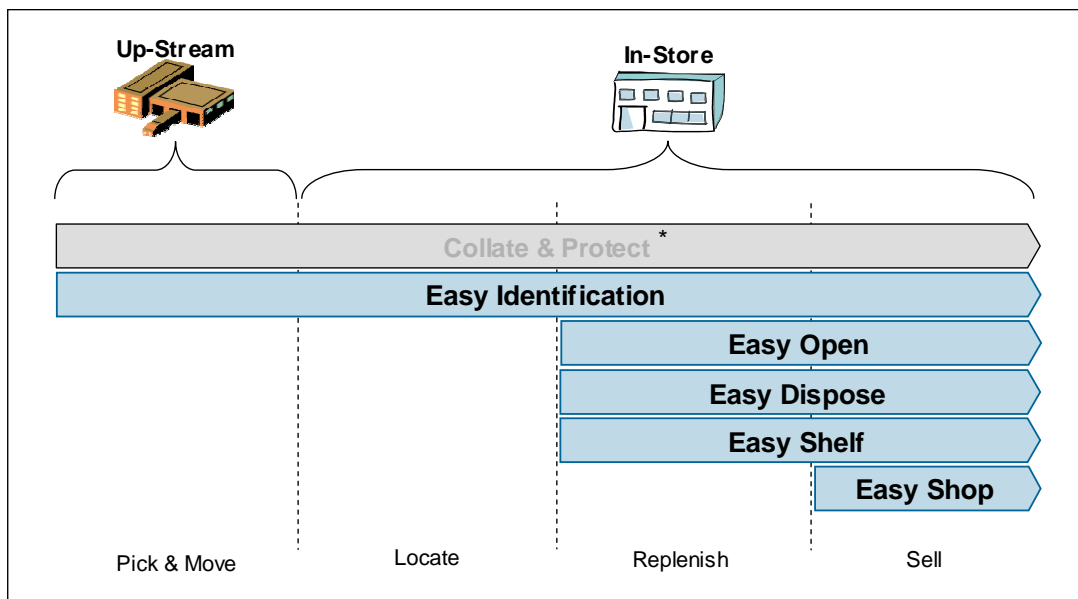 Up-Stream
In-Store
Collate & Protect *
Easy Identification
Easy Open
Easy Dispose
Easy Shelf
Easy Shop
Pick & Move
Locate
Replenish
Sell